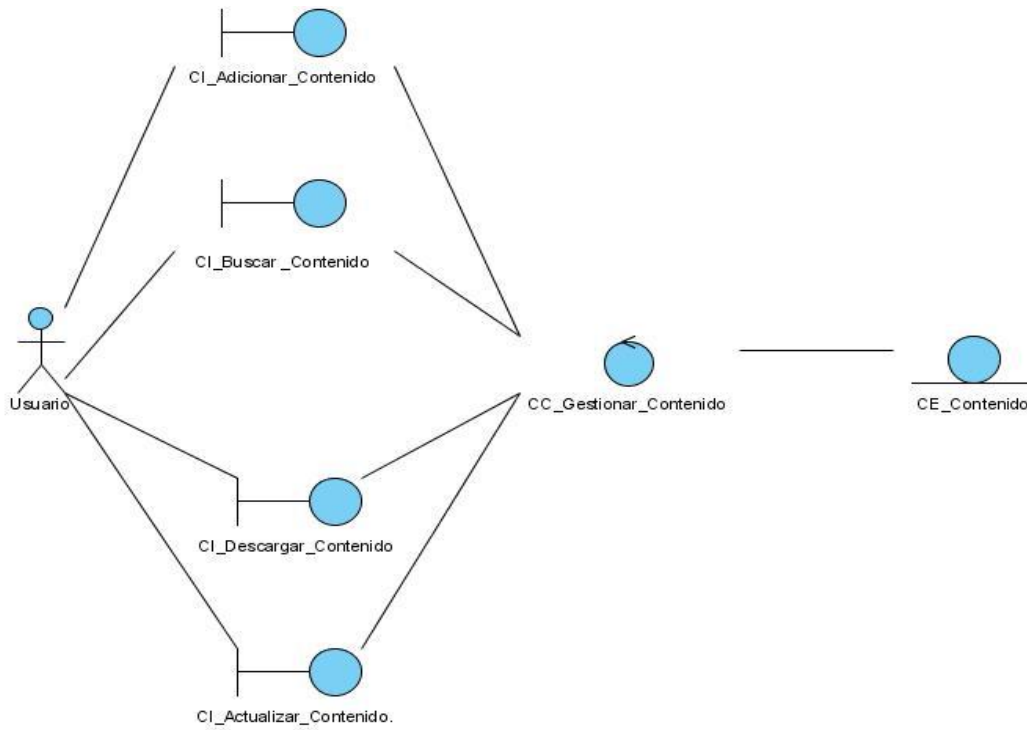 CI_Adicionar_Contenido
CI_Buscar _Contenido
Usuario
CC_Gestionar_Contenido
CE_Contenido
CI_Descargar_Contenido
CI_Actualizar_Contenido.